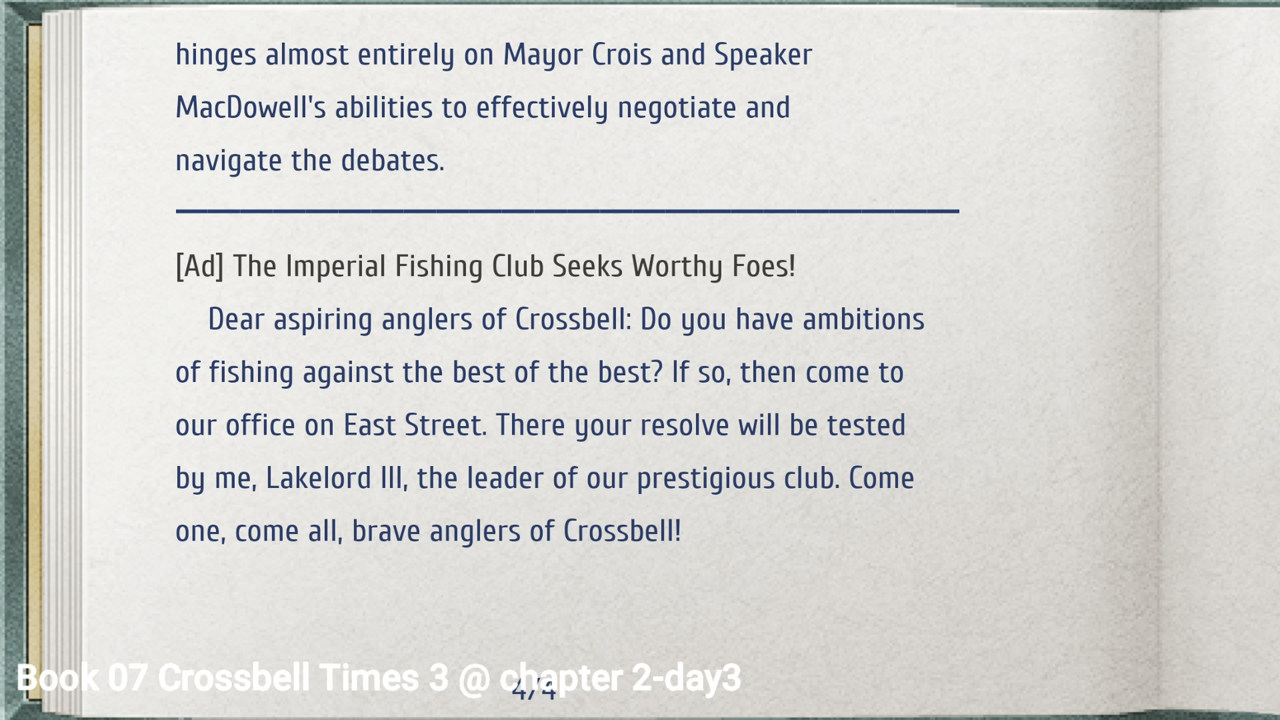 hinges almost entirely on Mayor Crois and Speaker
MacDowell's abilities to effectively negotiate and
navigate the debates.
[Ad] The Imperial Fishing Club Seeks Worthy Foes!
Dear aspiring anglers of Crossbell: Do you have ambitions
of fishing against the best of the best? If so, then come to
our office on East Street. There your resolve will be tested
by me, Lakelord III, the leader of our prestigious club. Come
one, come all, brave anglers of Crossbell!
Book 07 Crossbell Times 3 @ chapter 2-day3
4/4